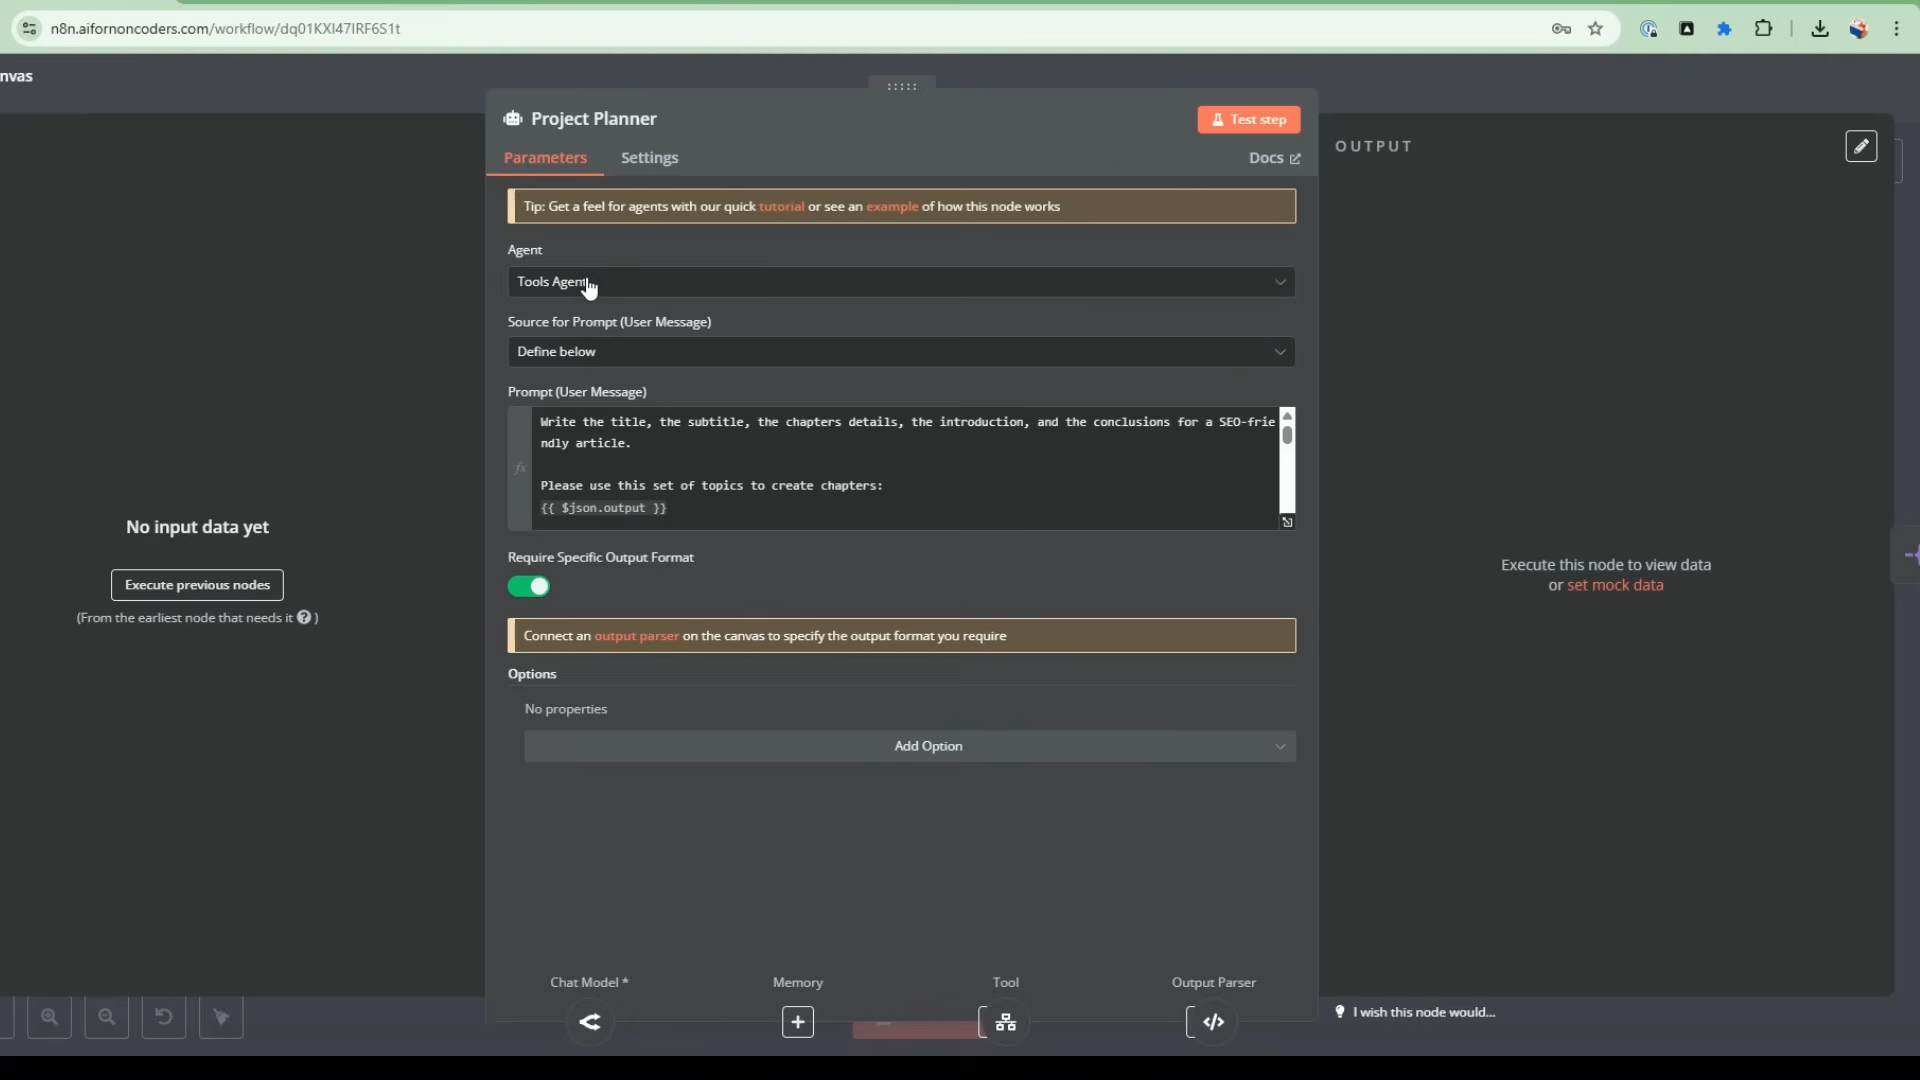 n8n.aifornoncoders.com/workflow/dq01KXI47IRF6S1t
nvas
Project Planner
Test step
Parameters
Settings
Docs
OUTPUT
Tip: Get a feel for agents with our quick tutorial or see an example of how this node works
Agent
Tools Agent
Source for Prompt (User Message)
Define below
Prompt (User Message)
fx
Write the title, the subtitle, the chapters details, the introduction, and the conclusions for a SEO-frie
ndly article.
Please use this set of topics to create chapters:
{{ $json.output }}
No input data yet
Execute previous nodes
(From the earliest node that needs it ? )
Require Specific Output Format
Connect an output parser on the canvas to specify the output format you require
Execute this node to view data
or set mock data
Options
No properties
Add Option
Chat Model *
Memory
Tool
Output Parser
I wish this node would...